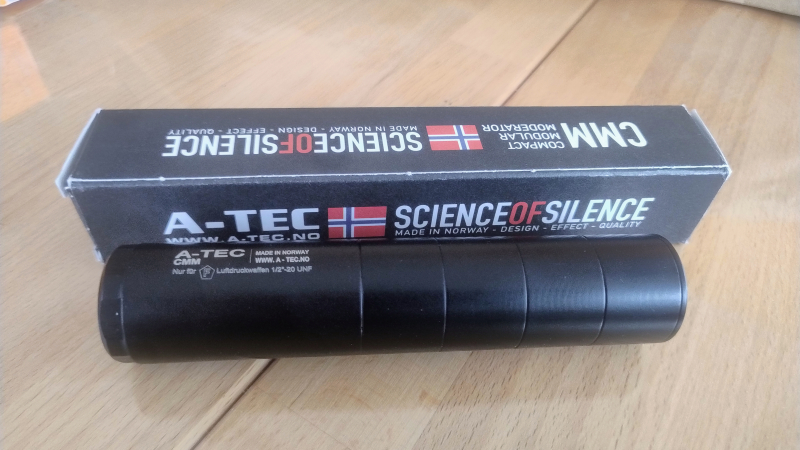 CMM
COMPACT
MODULAR
MODERATOR
SCIENCEOFSILENCE
MADE IN NORWAY - DESIGN - EFFECT - QUALITY
A-TEC
WWW.A-TEC.NO
SCIENCEOFSILENCE
MADE IN NORWAY - DESIGN - EFFECT - QUALITY
A-TEC
CMM
MADE IN NORWAY
WWW. A - TEC.NO
Nur für F Luftdruckwaffen 1/2"-20 UNF